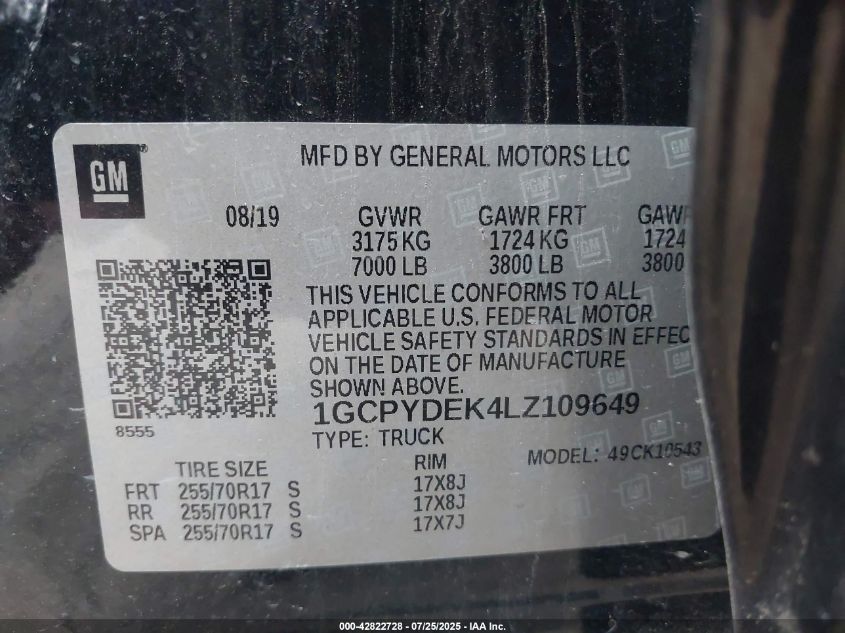 GM
MFD BY GENERAL MOTORS LLC
08/19 GVWR GAWR FRT GAWR
3175 KG 1724 KG 1724
7000 LB 3800 LB 3800
THIS VEHICLE CONFORMS TO ALL
APPLICABLE U.S. FEDERAL MOTOR
VEHICLE SAFETY STANDARDS IN EFFEC
ON THE DATE OF MANUFACTURE
SHOWN ABOVE.
8555
1GCPYDEK4LZ109649
TYPE: TRUCK MODEL: 49CK10543
TIRE SIZE RIM
FRT 255/70R17 S 17X8J
RR 255/70R17 S 17X8J
SPA 255/70R17 S 17X7J
000-42822728 - 07/25/2025 - IAA Inc.